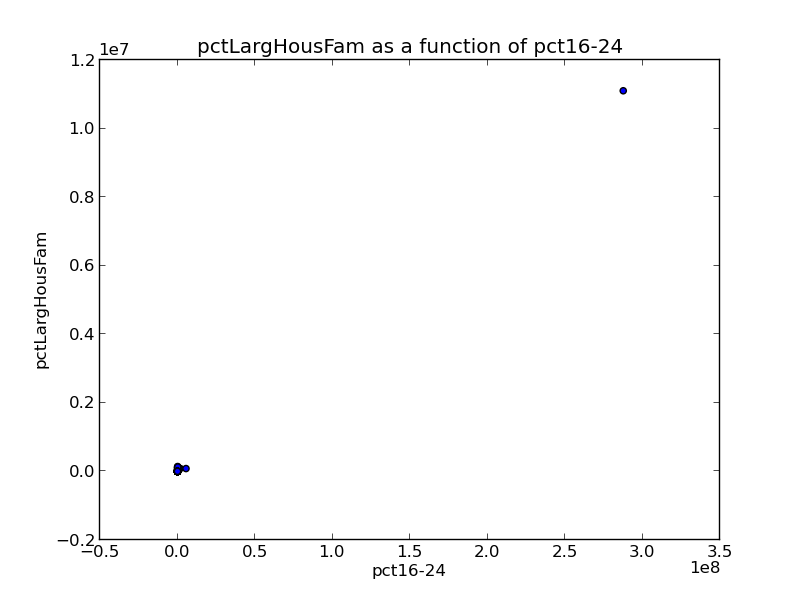 pctLargHousFam as a function of pct16-24
1e7
1.2
1.0
0.8
0.6
0.4
0.2
0.0
−0.2
pctLargHousFam
−0.5 0.0 0.5 1.0 1.5 2.0 2.5 3.0 3.5
1e8
pct16-24